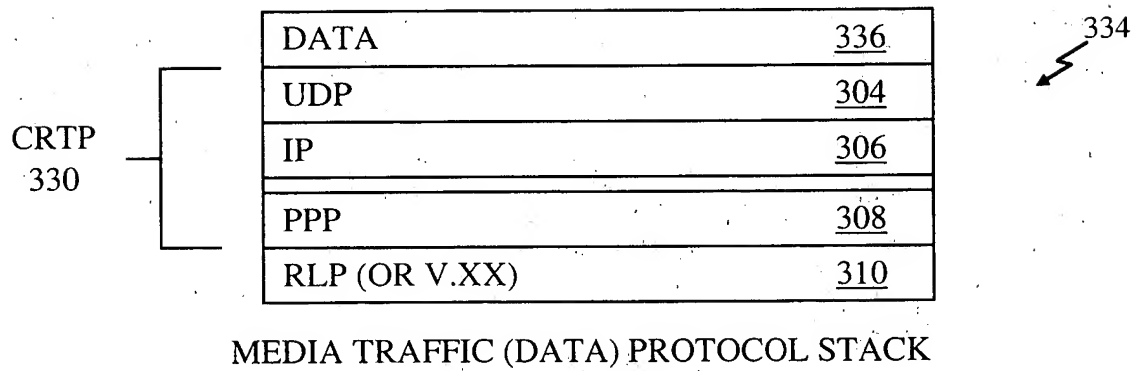 DATA 336
334
UDP 304
CRTP
330
IP 306
PPP 308
RLP (OR V.XX) 310
MEDIA TRAFFIC (DATA) PROTOCOL STACK